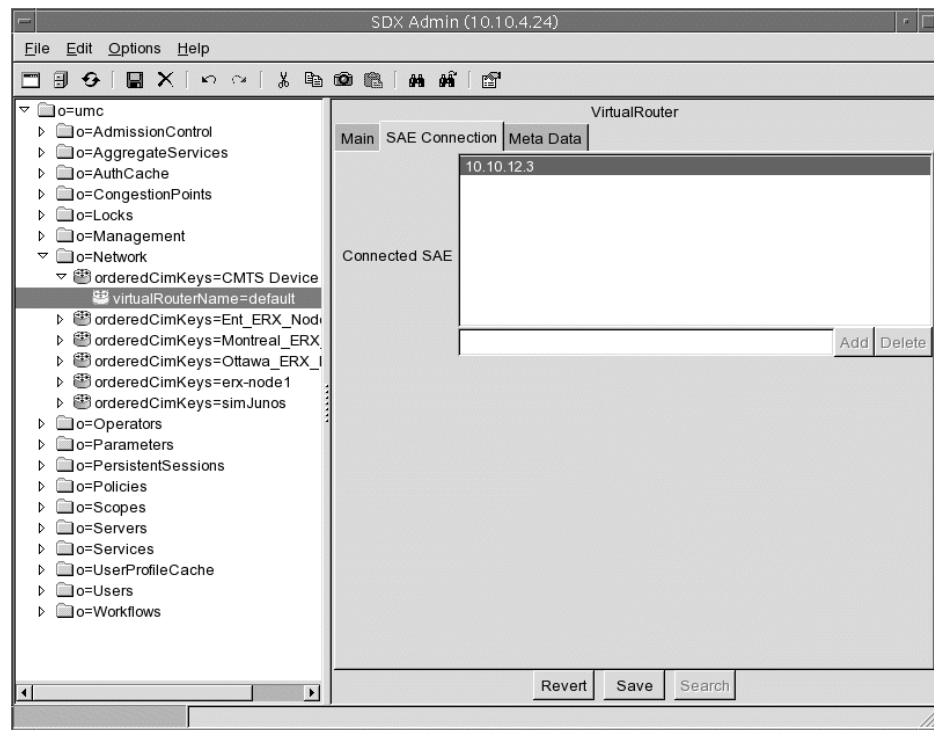 SDX Admin (10.10.4.24)
File Edit Options Help
o=umc
o=AdmissionControl
o=AggregateServices
o=AuthCache
o=CongestionPoints
o=Locks
o=Management
o=Network
orderedCimKeys=CMTS Device
virtualRouterName=default
orderedCimKeys=Ent_ERX_Nod
orderedCimKeys=Montreal_ERX_
orderedCimKeys=Ottawa_ERX_
orderedCimKeys=erx-node1
orderedCimKeys=simJunos
o=Operators
o=Parameters
o=PersistentSessions
o=Policies
o=Scopes
o=Servers
o=Services
o=UserProfileCache
o=Users
o=Workflows
VirtualRouter
Main SAE Connection Meta Data
10.10.12.3
Connected SAE
Add Delete
Revert Save Search